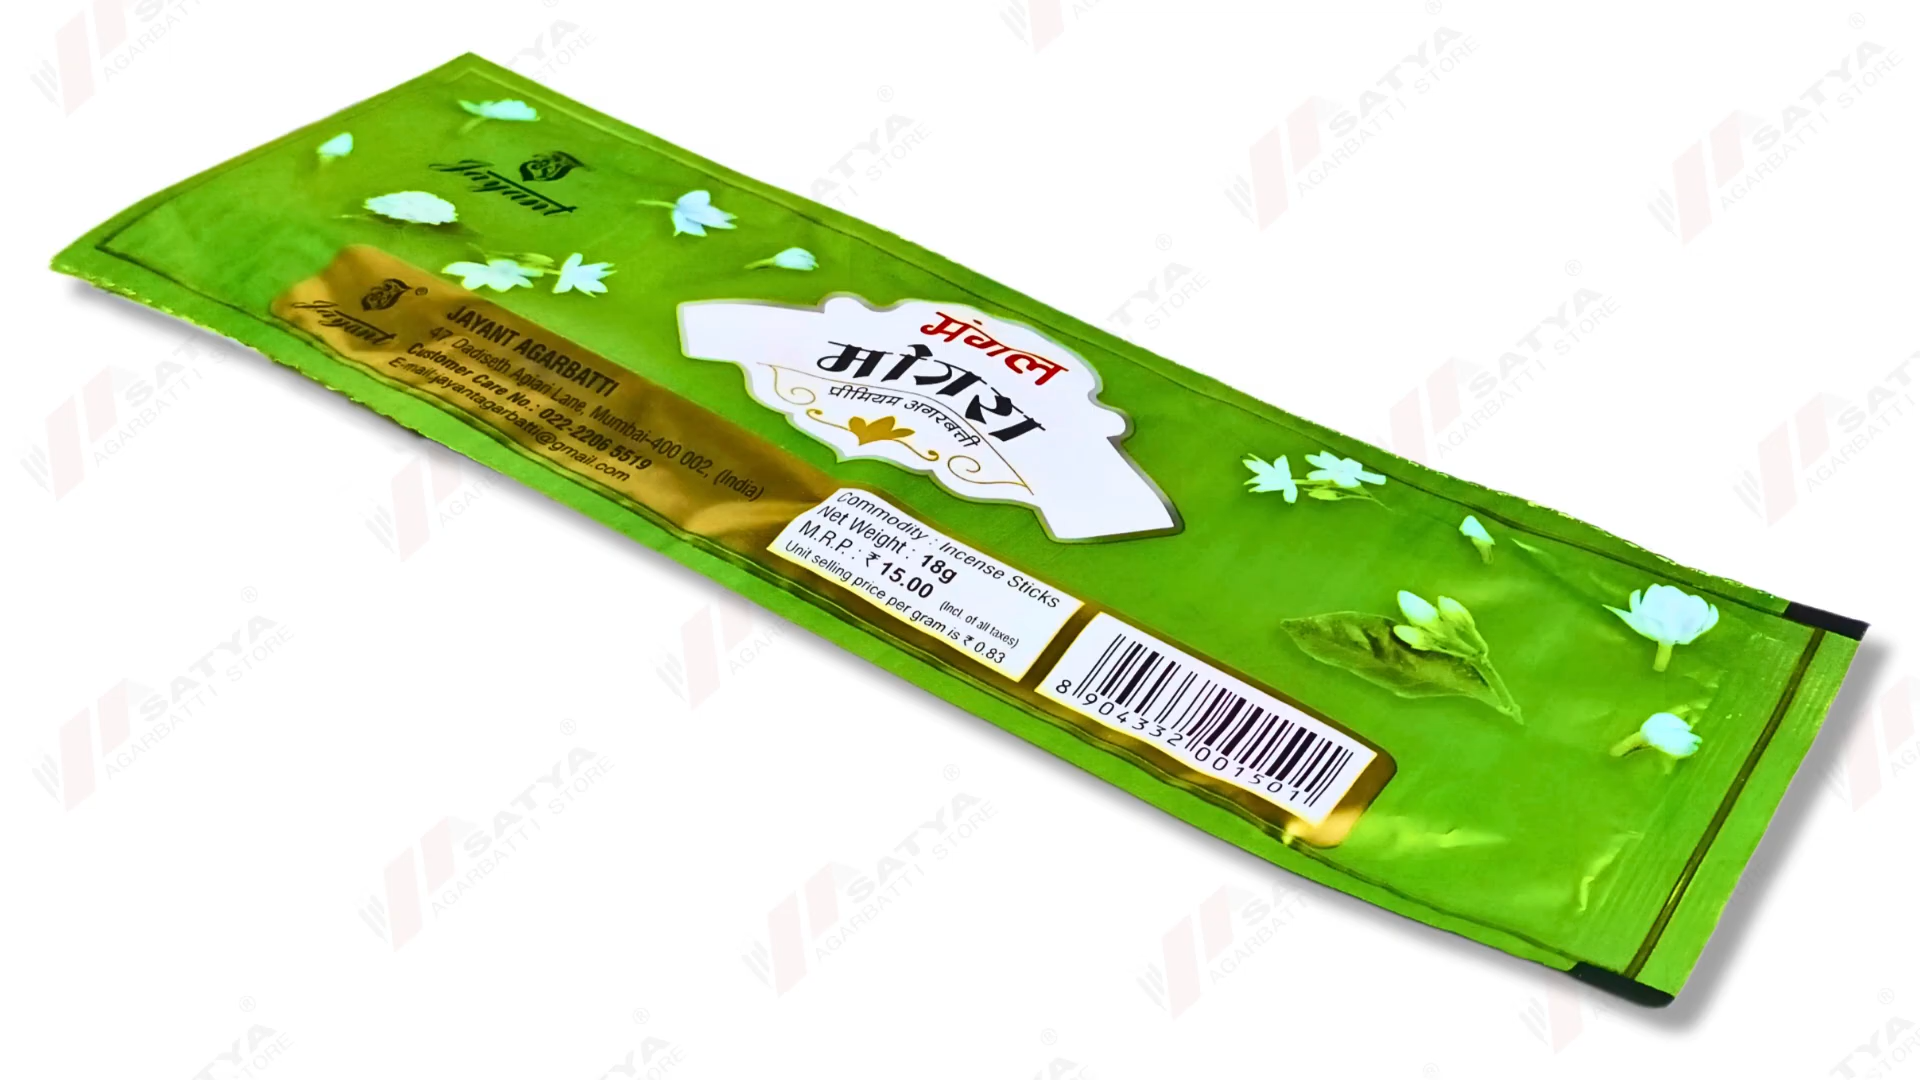 Jayant
मंगल
मोगरा
प्रीमियम अगरबत्ती
Jayant®
JAYANT AGARBATTI
47, Dadiseth Agiari Lane, Mumbai-400 002, (India)
Customer Care No.: 022-2206 5519
E-mail:jayantagarbatti@gmail.com
Commodity : Incense Sticks
Net Weight : 18g
M.R.P. : ₹ 15.00 (Incl. of all taxes)
Unit selling price per gram is ₹ 0.83
8 904332 001501
SATYA
AGARBATTI STORE